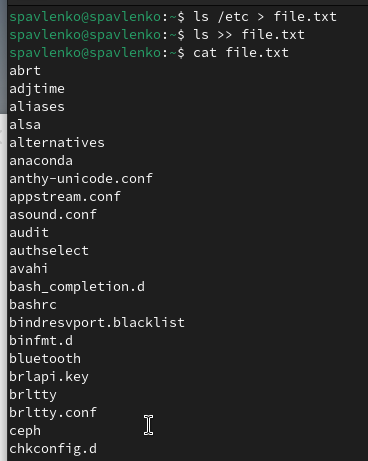 spavlenko@spavlenko:~$ ls /etc > file.txt
spavlenko@spavlenko:~$ ls >> file.txt
spavlenko@spavlenko:~$ cat file.txt
abrt
adjtime
aliases
alsa
alternatives
anaconda
anthy-unicode.conf
appstream.conf
asound.conf
audit
authselect
avahi
bash_completion.d
bashrc
bindresvport.blacklist
binfmt.d
bluetooth
brlapi.key
brltty
brltty.conf
ceph
chkconfig.d